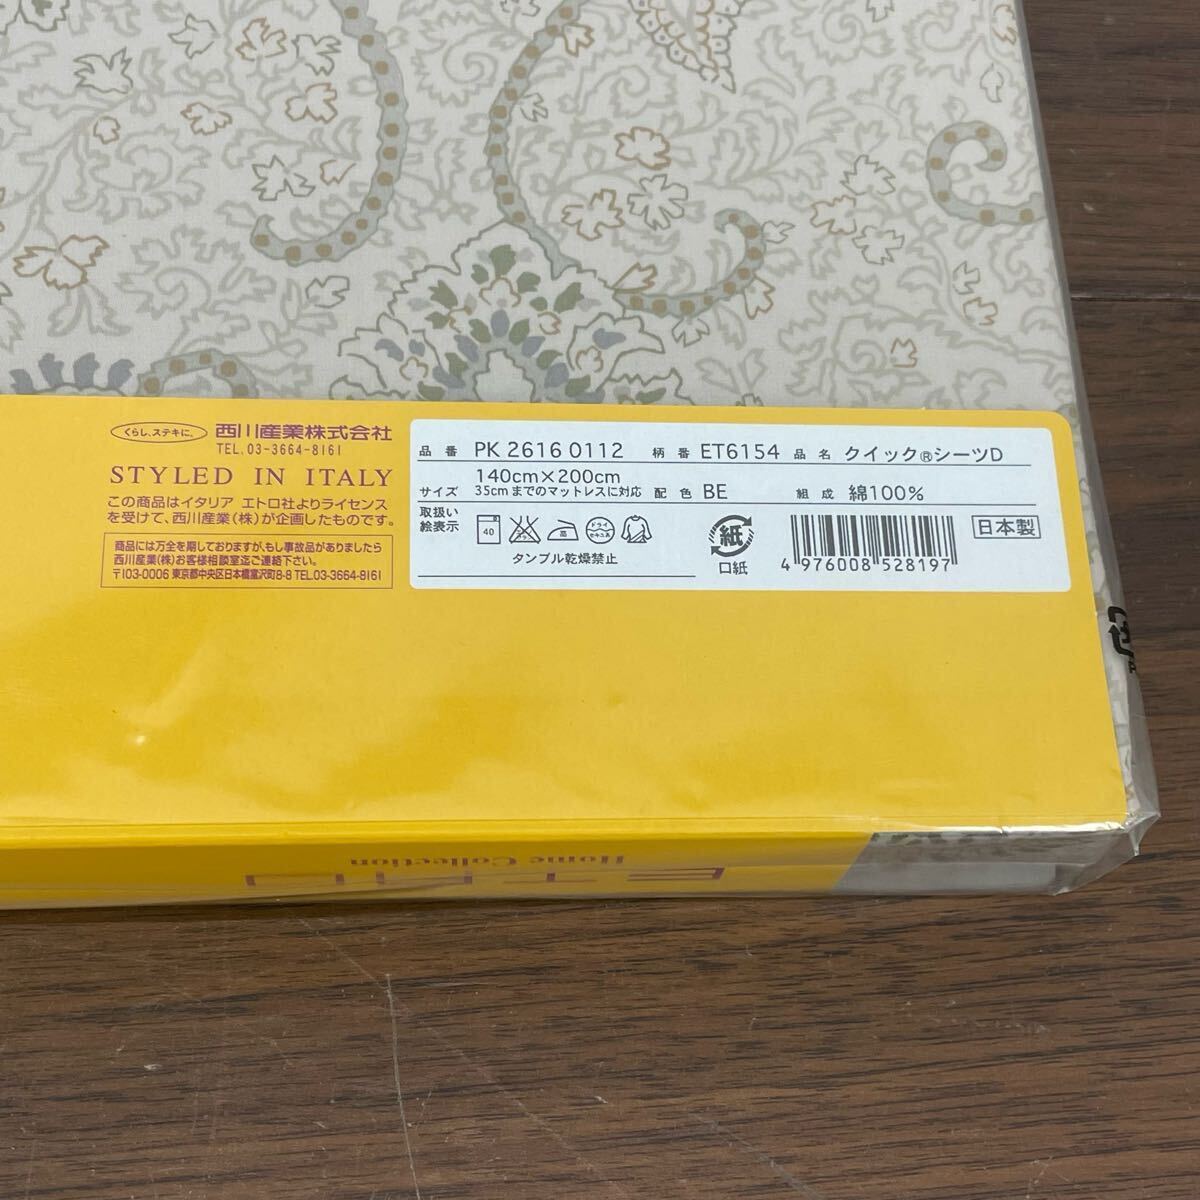 くらし、ステキに。 西川産業株式会社
TEL.03-3664-8161
STYLED IN ITALY
この商品はイタリア エトロ社よりライセンス
を受けて、西川産業(株)が企画したものです。
商品には万全を期しておりますが、もし事故品がありましたら
西川産業(株)お客様相談室迄ご連絡下さい。
〒103-0006 東京都中央区日本橋富沢町8-8 TEL.03-3664-8161
品番 PK 2616 0112 柄番 ET6154 品名 クイック®シーツD
サイズ 140cm×200cm 35cmまでのマットレスに対応 配色 BE 組成 綿100%
取扱い絵表示 40 高 ドライ セキユ系 紙 日本製
タンブル乾燥禁止 口紙
4 976008 528197
Home Collection